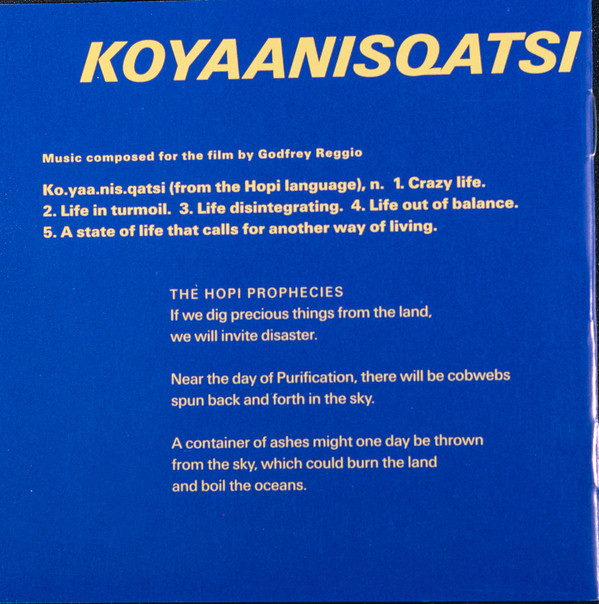 KOYAANISQATSI
Music composed for the film by Godfrey Reggio
Ko.yaa.nis.qatsi (from the Hopi language), n. 1. Crazy life.
2. Life in turmoil. 3. Life disintegrating. 4. Life out of balance.
5. A state of life that calls for another way of living.
THE HOPI PROPHECIES
If we dig precious things from the land,
we will invite disaster.
Near the day of Purification, there will be cobwebs
spun back and forth in the sky.
A container of ashes might one day be thrown
from the sky, which could burn the land
and boil the oceans.